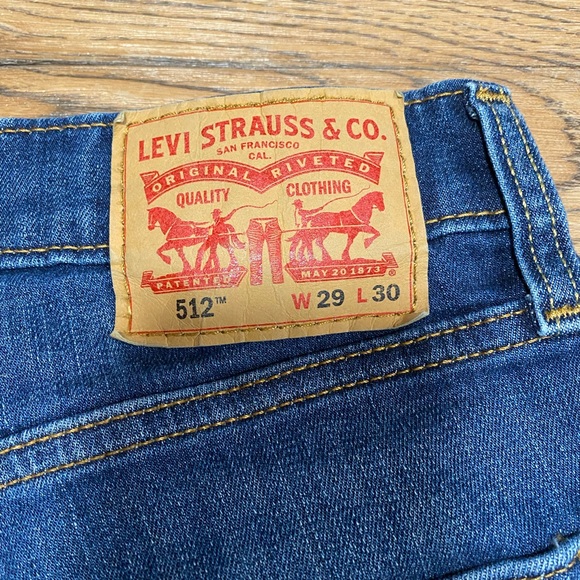 LEVI STRAUSS & CO.
SAN FRANCISCO
CAL.
ORIGINAL RIVETED
QUALITY CLOTHING
PATENTED MAY 20 1873 ®
512™ W 29 L 30